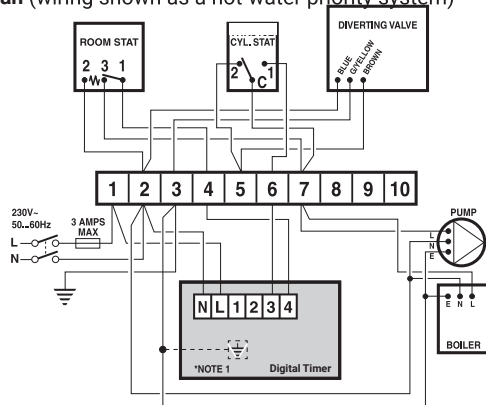 (wiring shown as a hot water priority system)
ROOM STAT
2 3 1
CYL. STAT
2 1
C
DIVERTING VALVE
BLUE
G/YELLOW
BROWN
1 2 3 4 5 6 7 8 9 10
230V~
50...60Hz
3 AMPS
MAX
L
N
PUMP
L
N
E
N L 1 2 3 4
*NOTE 1
Digital Timer
E N L
BOILER